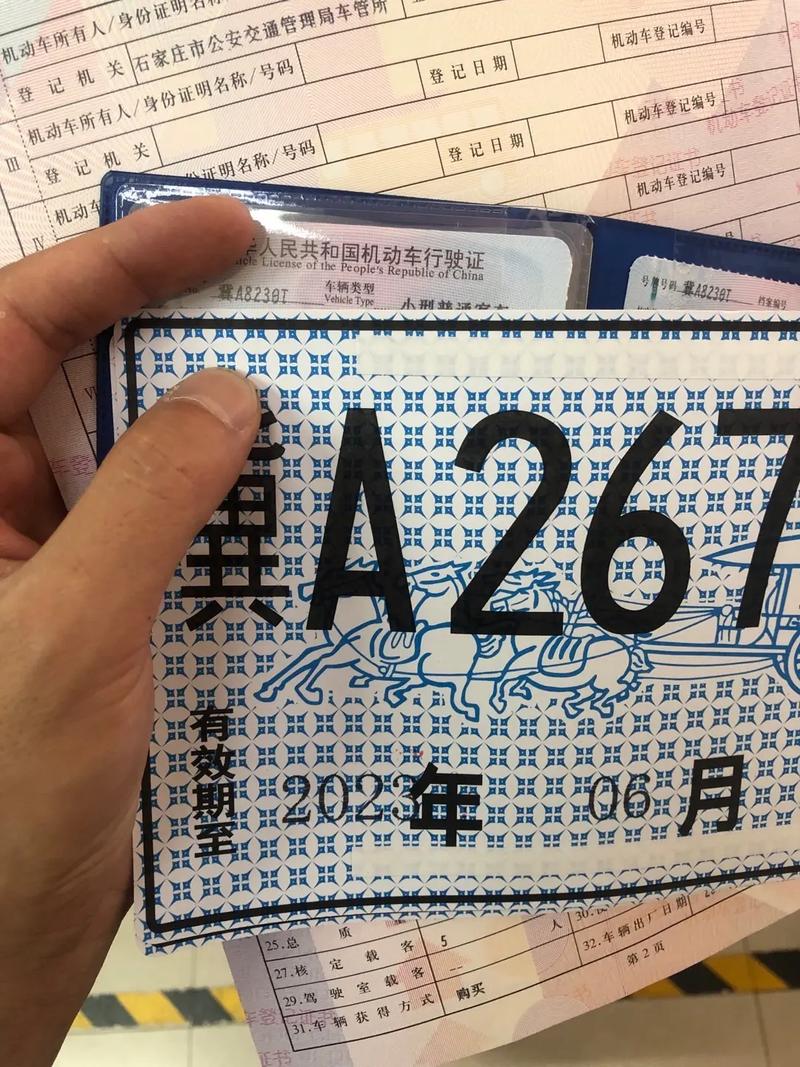 机动车所有人/身份证明名称
登记机关 石家庄市公安交通管理局车管所
机动车所有人/身份证明名称/号码 登记日期 机动车登记编号
III
登记机关
机动车所有人/身份证明名称/号码 登记日期 机动车登记编号
IV
登记机关
机动车登记编号
人民共和国机动车行驶证
License of the People's Republic of China
冀A8230T 车辆类型 小型普通客车
Vehicle Type
号牌号码 冀A8230T 档案编号
冀A267
有效期至 2023年 06月
25.总质
27.核定载客 5 人
29.驾驶室载客 --
31.车辆获得方式 购买
32.车辆出厂日期
第2页